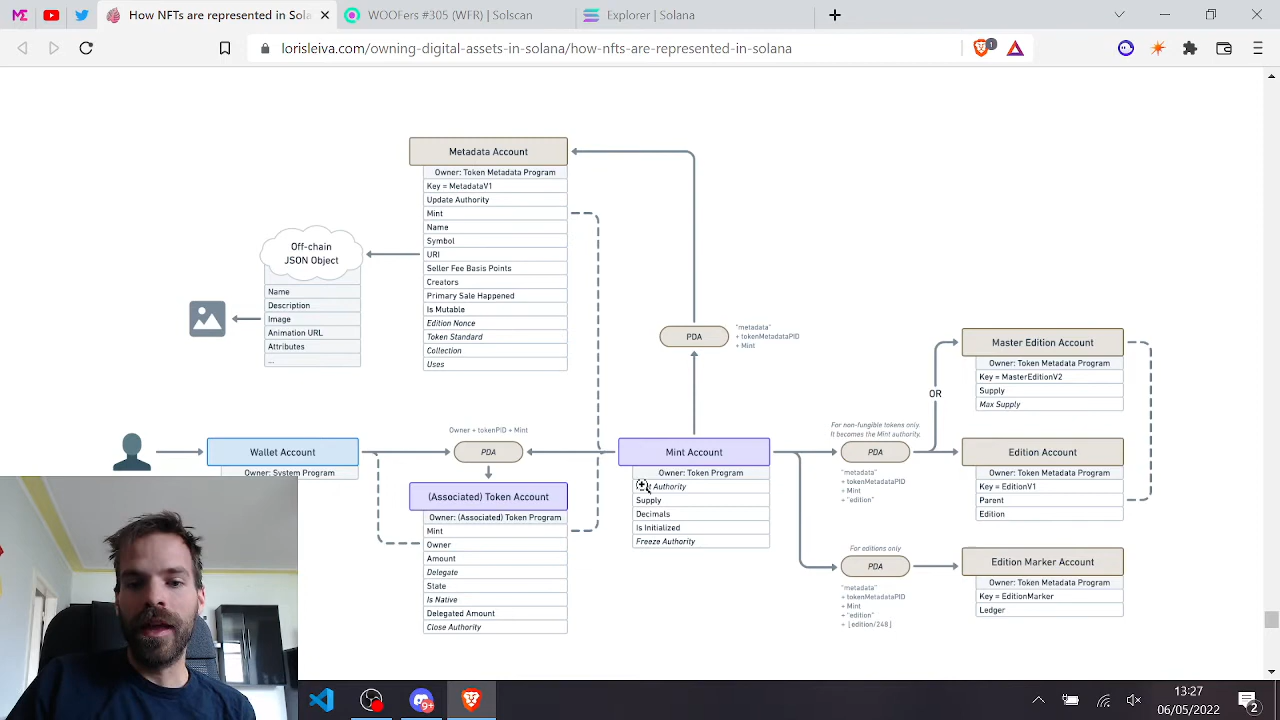 How NFTs are represented in Sol
WOOFers #305 (WFR) | Solscan
Explorer | Solana
lorisleiva.com/owning-digital-assets-in-solana/how-nfts-are-represented-in-solana
1
Metadata Account
Owner: Token Metadata Program
Key = MetadataV1
Update Authority
Mint
Name
Symbol
URI
Seller Fee Basis Points
Creators
Primary Sale Happened
Is Mutable
Edition Nonce
Token Standard
Collection
Uses
Off-chain
JSON Object
Name
Description
Image
Animation URL
Attributes
...
PDA
"metadata"
+ tokenMetadataPID
+ Mint
Wallet Account
Owner: System Program
Owner + tokenPID + Mint
PDA
(Associated) Token Account
Owner: (Associated) Token Program
Mint
Owner
Amount
Delegate
State
Is Native
Delegated Amount
Close Authority
Mint Account
Owner: Token Program
Authority
Supply
Decimals
Is Initialized
Freeze Authority
For non-fungible tokens only.
It becomes the Mint authority.
PDA
"metadata"
+ tokenMetadataPID
+ Mint
+ "edition"
OR
Master Edition Account
Owner: Token Metadata Program
Key = MasterEditionV2
Supply
Max Supply
Edition Account
Owner: Token Metadata Program
Key = EditionV1
Parent
Edition
For editions only
PDA
"metadata"
+ tokenMetadataPID
+ Mint
+ "edition"
+ ⌊edition/248⌋
Edition Marker Account
Owner: Token Metadata Program
Key = EditionMarker
Ledger
13:27
06/05/2022
2